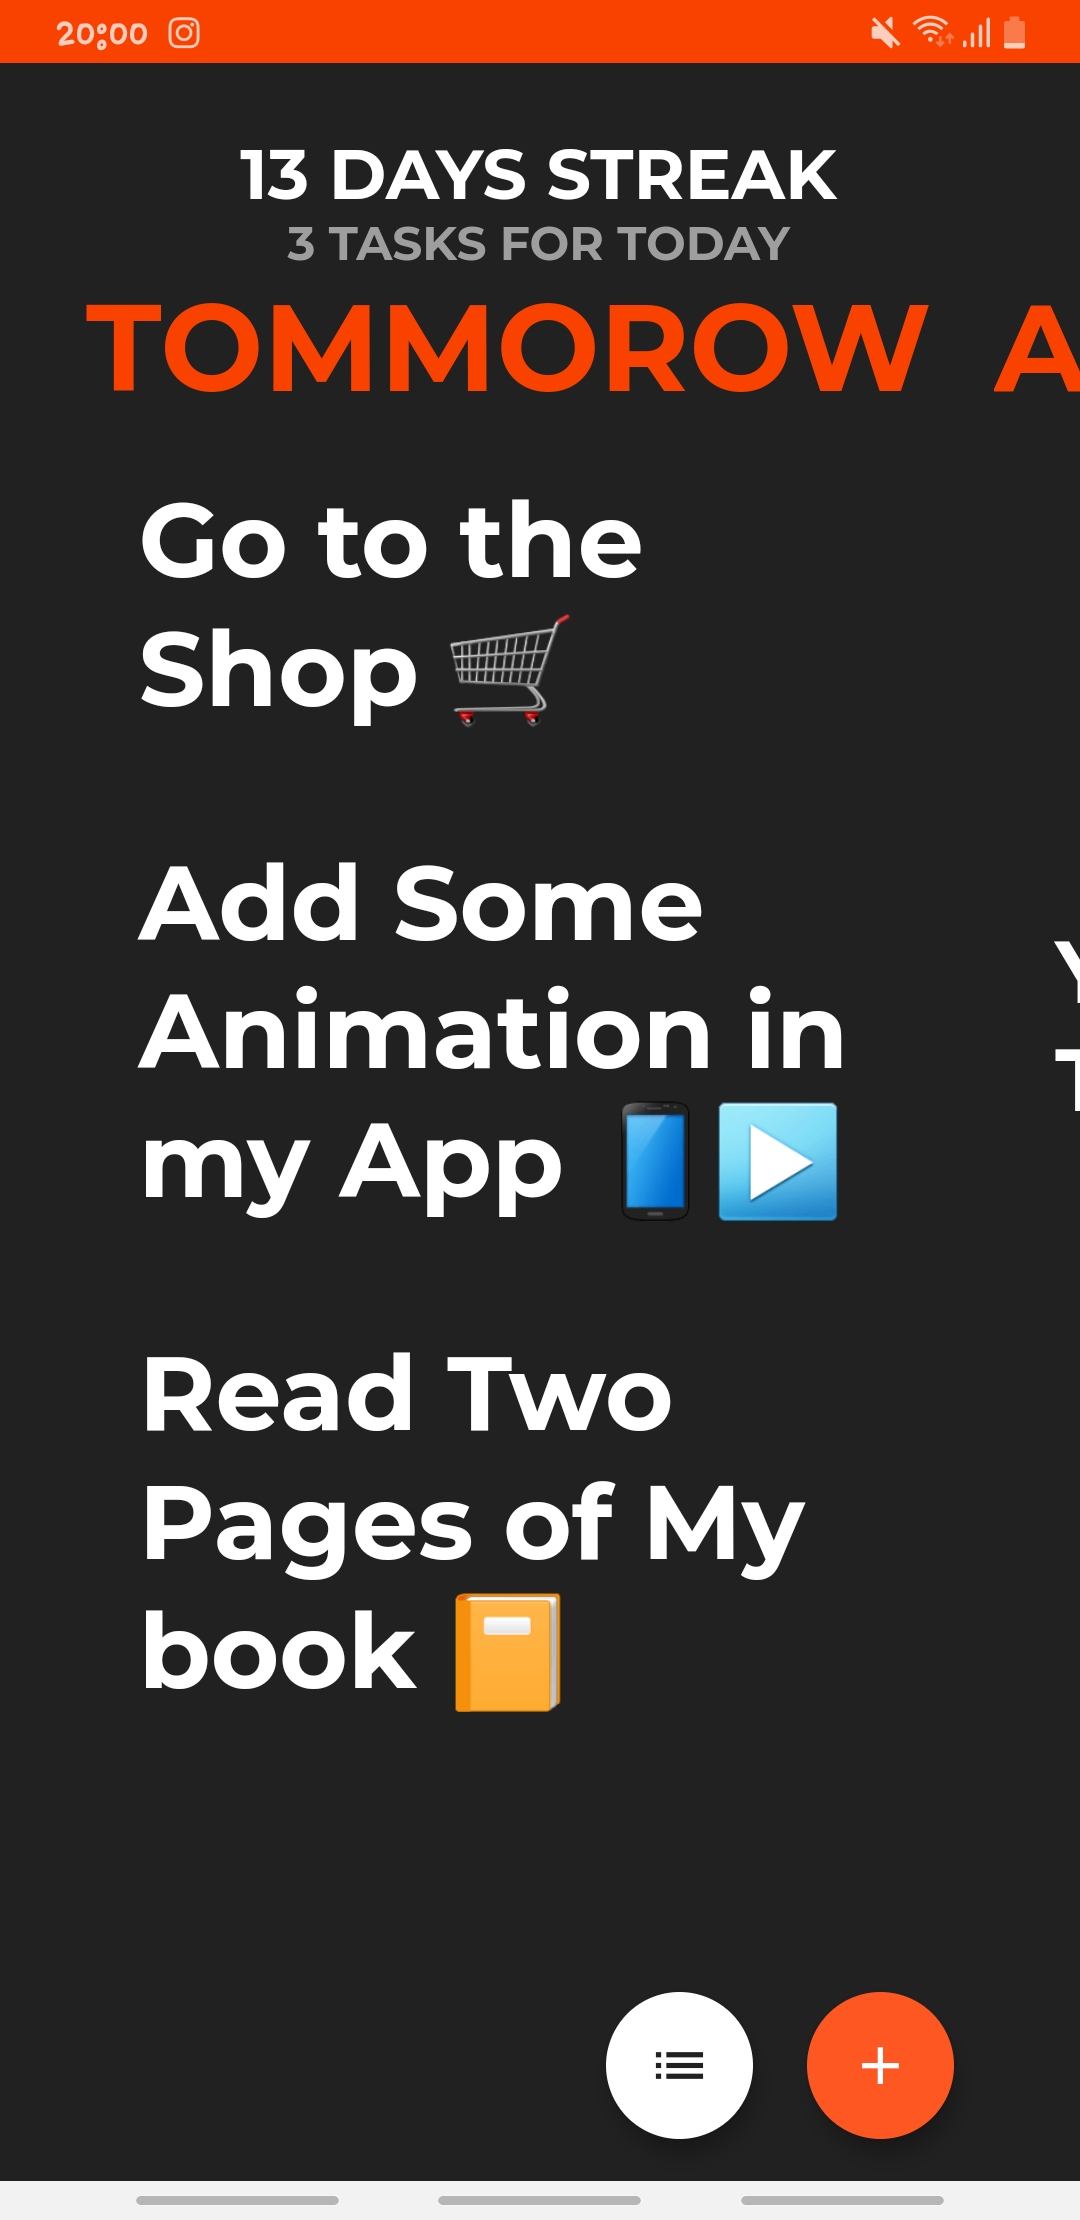 20:00
13 DAYS STREAK
3 TASKS FOR TODAY
TOMMOROW A
Go to the
Shop 🛒
Add Some
Animation in
my App 📱▶️
Y
T
Read Two
Pages of My
book 📙